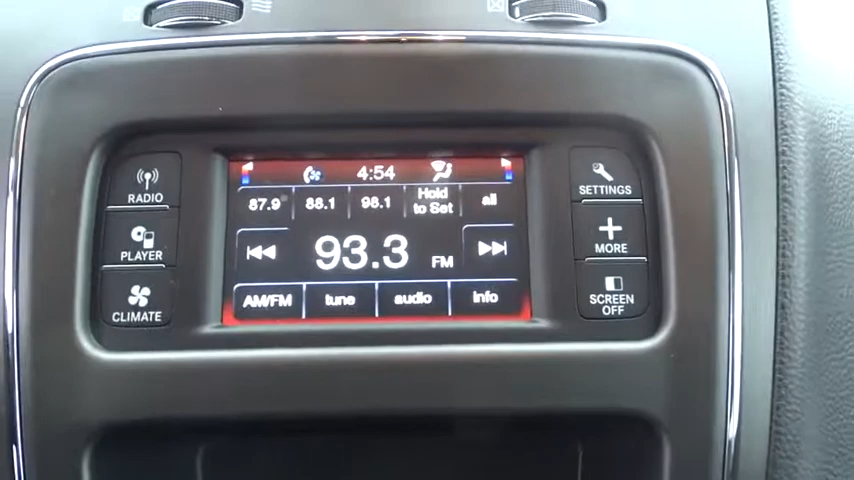 4:54
87.9 88.1 98.1 Hold to Set all
93.3 FM
AM/FM tune audio info
RADIO
PLAYER
CLIMATE
SETTINGS
MORE
SCREEN
OFF